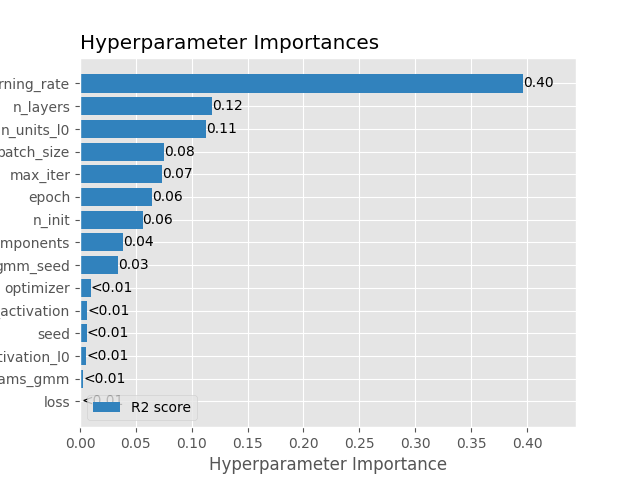 Hyperparameter Importances
rning_rate
0.40
n_layers
0.12
n_units_l0
0.11
batch_size
0.08
max_iter
0.07
epoch
0.06
n_init
0.06
mponents
0.04
gmm_seed
0.03
optimizer
<0.01
activation
<0.01
seed
<0.01
tivation_l0
<0.01
ams_gmm
<0.01
loss
<0.01
R2 score
0.00 0.05 0.10 0.15 0.20 0.25 0.30 0.35 0.40
Hyperparameter Importance